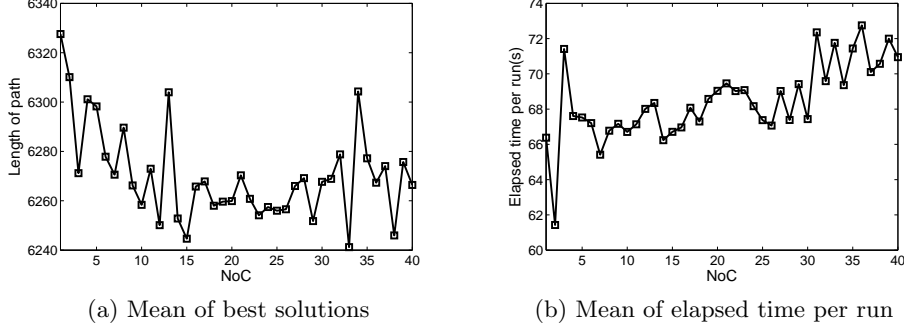 6340
6320
6300
6280
6260
6240
Length of path
5 10 15 20 25 30 35 40
NoC
(a) Mean of best solutions
74
72
70
68
66
64
62
60
Elapsed time per run(s)
5 10 15 20 25 30 35 40
NoC
(b) Mean of elapsed time per run